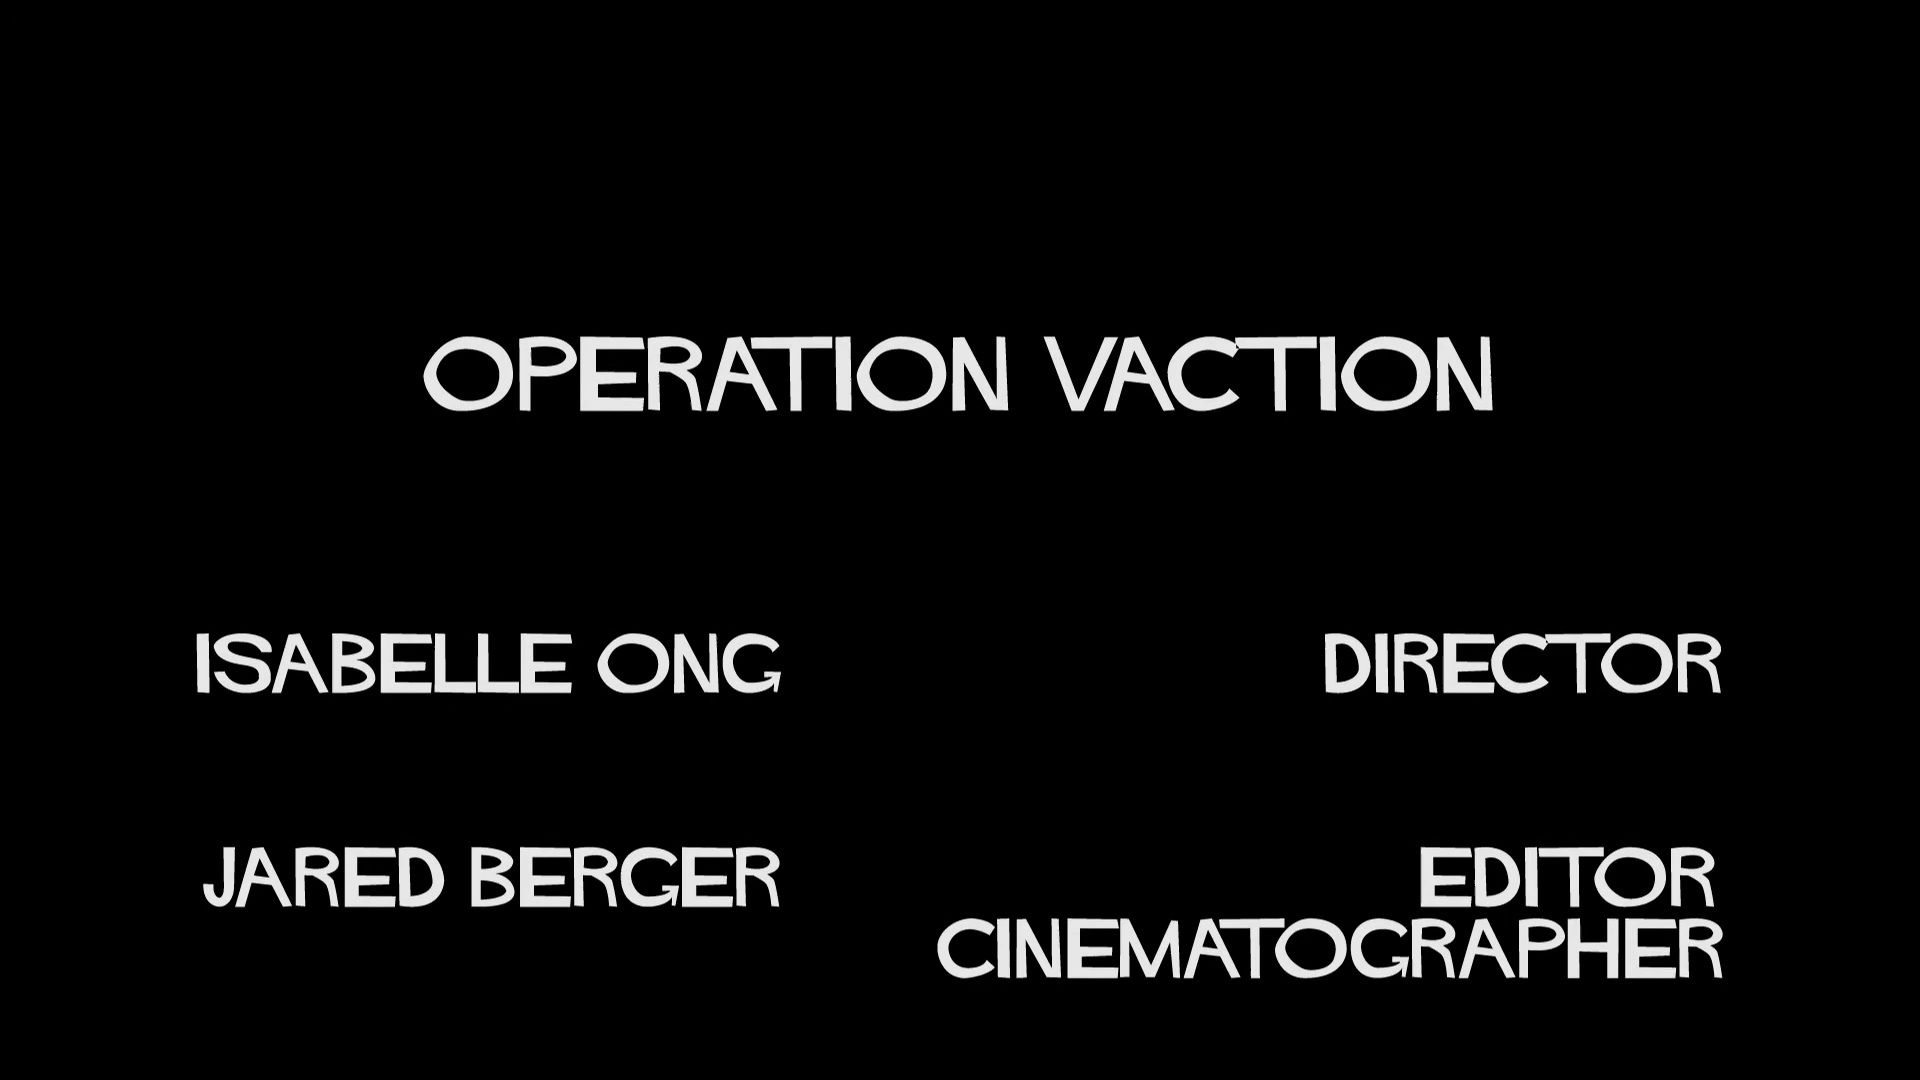 OPERATION VACTION
ISABELLE ONG DIRECTOR
JARED BERGER EDITOR
CINEMATOGRAPHER